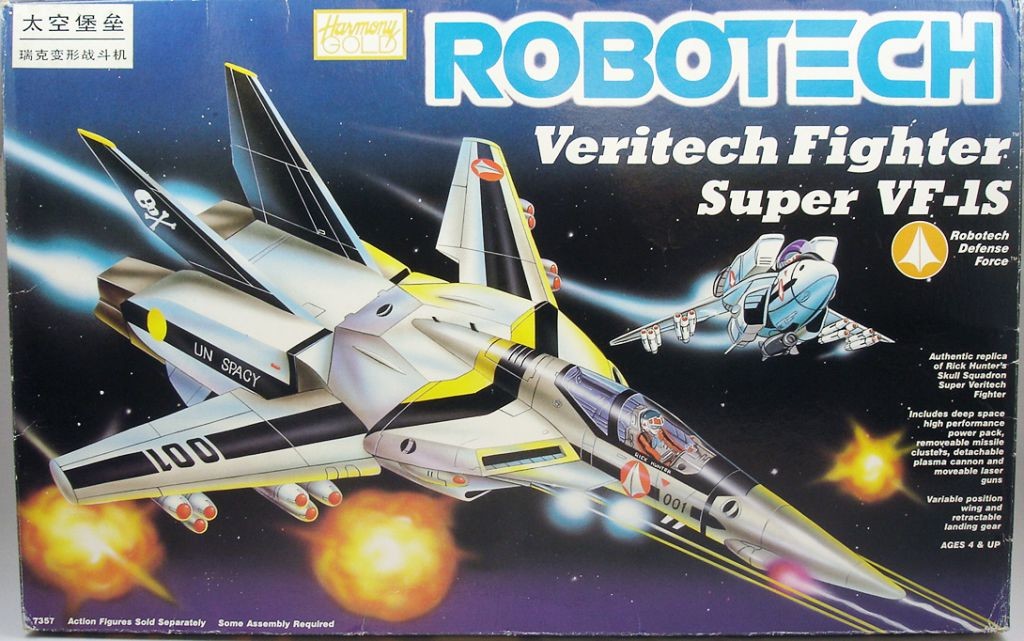 太空堡垒
瑞克变形战斗机
Harmony
GOLD
ROBOTECH
Veritech Fighter™
Super VF-1S
Robotech
Defense
Force™
UN SPACY
001
RICK HUNTER
001
Authentic replica
of Rick Hunter's
Skull Squadron
Super Veritech
Fighter
Includes deep space
high performance
power pack,
removeable missile
clusters, detachable
plasma cannon and
moveable laser
guns
Variable position
wing and
retractable
landing gear
AGES 4 & UP
7357 Action Figures Sold Separately Some Assembly Required